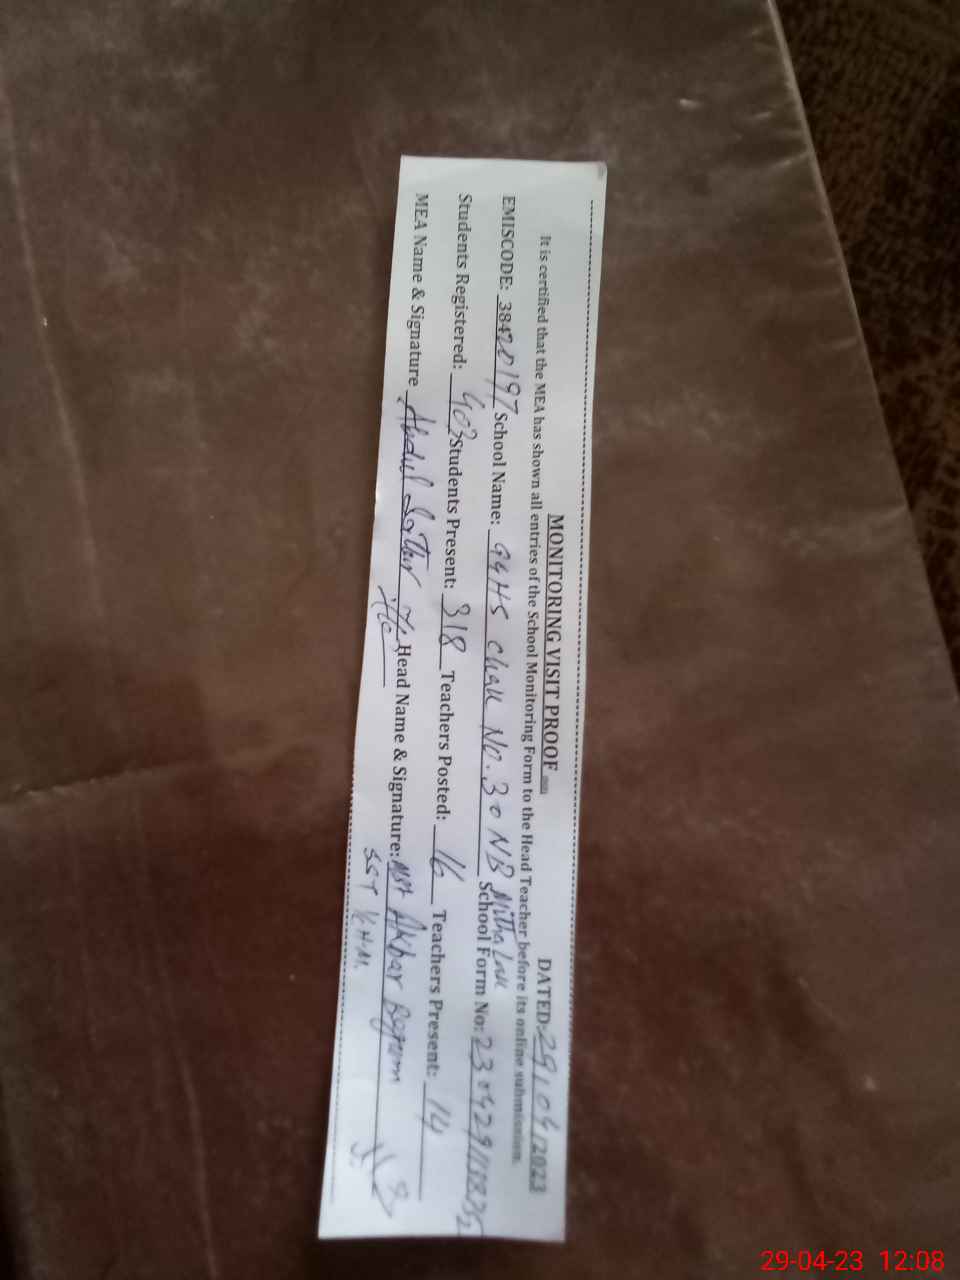 MONITORING VISIT PROOF
DATED: 29/04/2023
It is certified that the MEA has shown all entries of the School Monitoring Form to the Head Teacher before its online submission.
EMISCODE: 38420197 School Name: GGHS Chak No. 30 NB Mitha Lak School Form No:
Students Registered: 403 Students Present: 318 Teachers Posted: 16 Teachers Present: 14
MEA Name & Signature Abdul Sattar Head Name & Signature: Mst Akbar Begum
SST
29-04-23 12:08